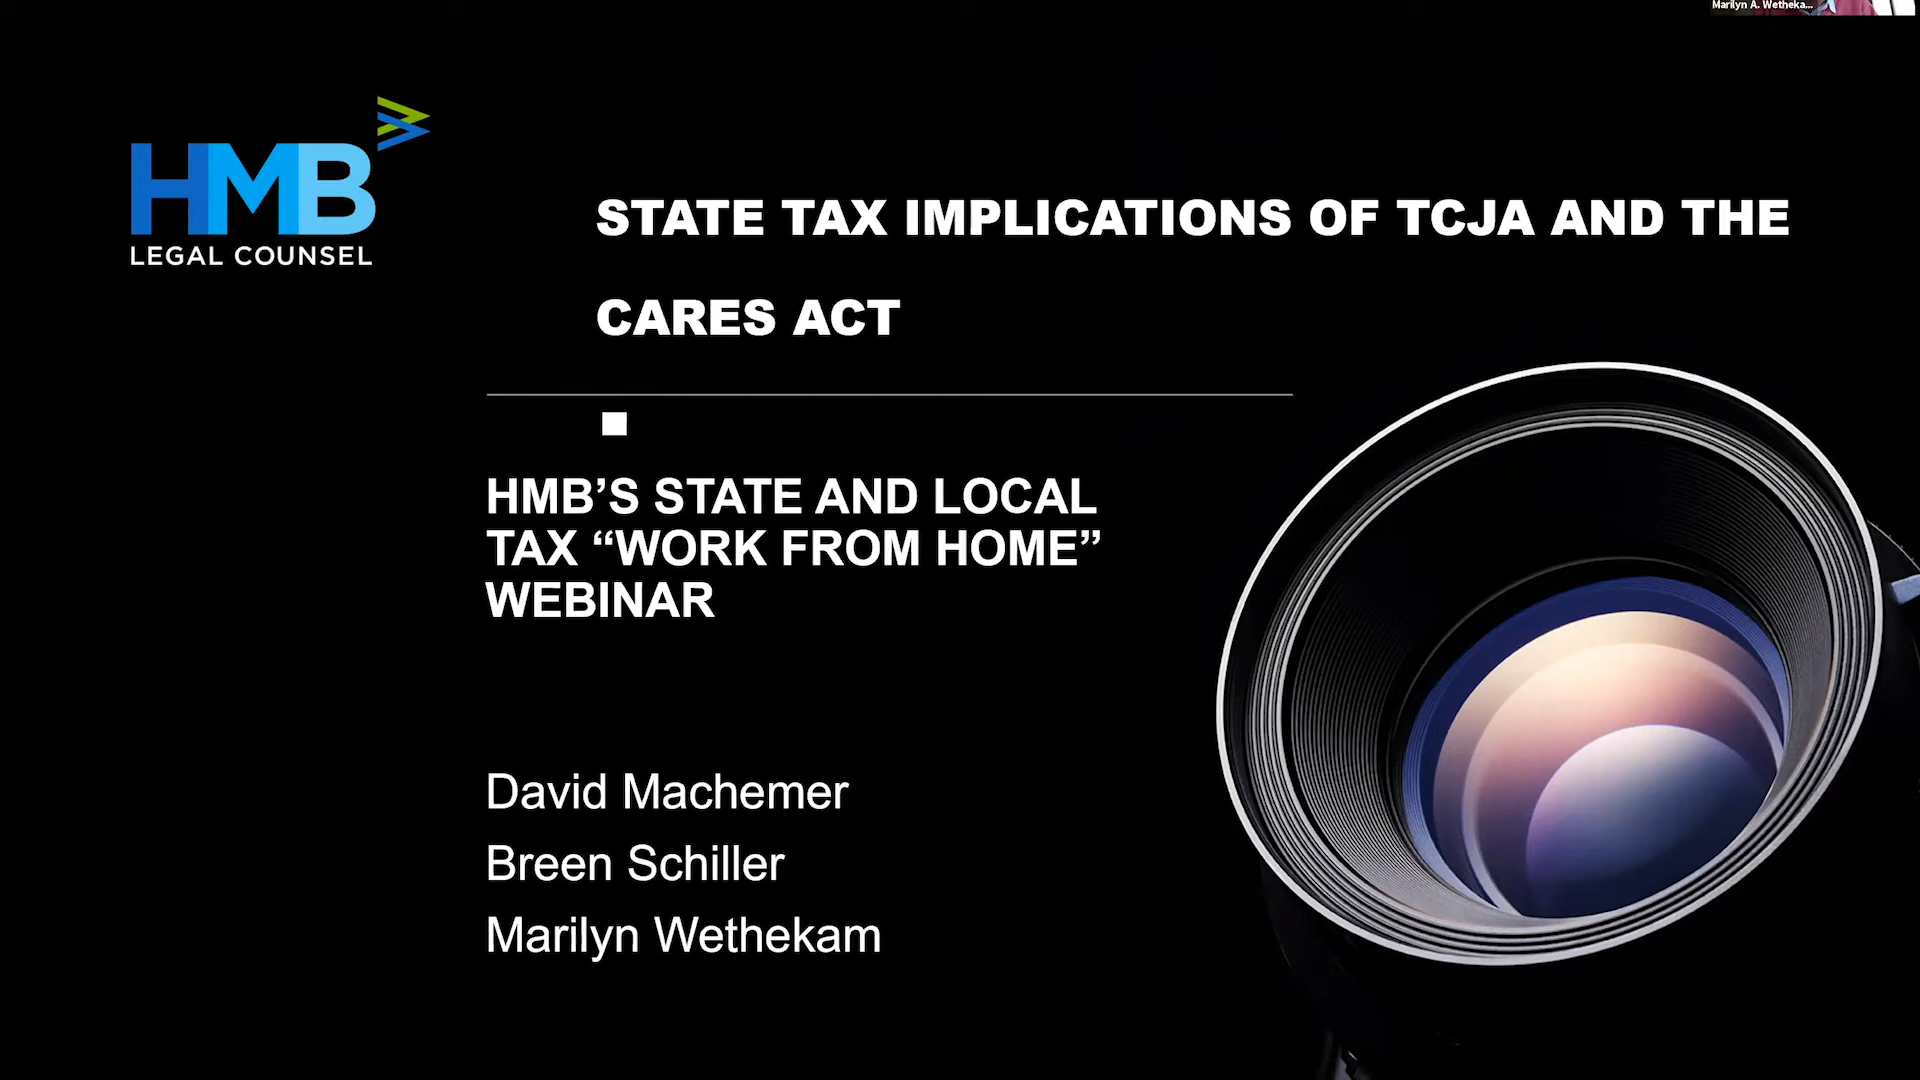 Marilyn A. Wetheka...
HMB
LEGAL COUNSEL
STATE TAX IMPLICATIONS OF TCJA AND THE
CARES ACT
HMB’S STATE AND LOCAL
TAX “WORK FROM HOME”
WEBINAR
David Machemer
Breen Schiller
Marilyn Wethekam